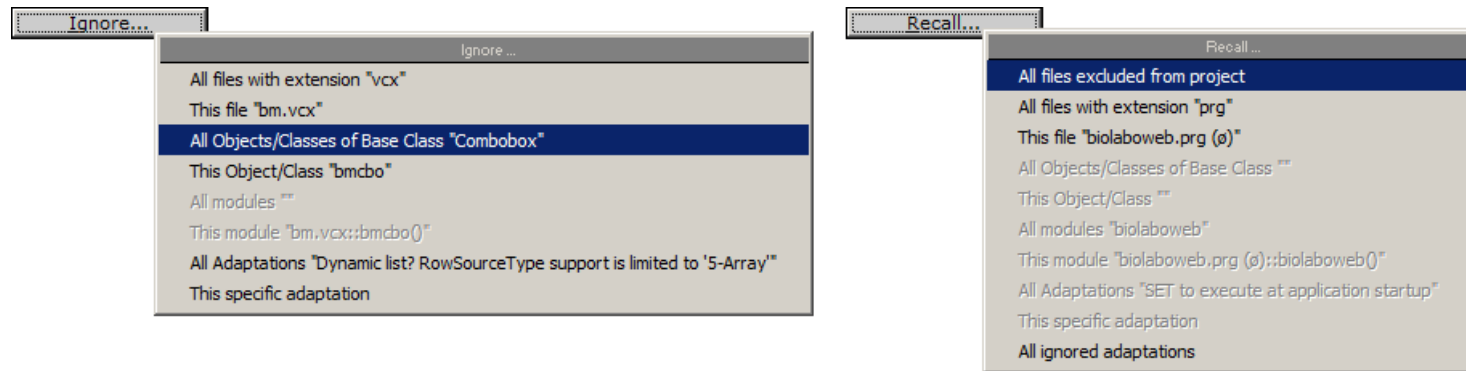 Ignore...
Ignore ...
All files with extension "vcx"
This file "bm.vcx"
All Objects/Classes of Base Class "Combobox"
This Object/Class "bmcbo"
All modules ""
This module "bm.vcx::bmcbo()"
All Adaptations "Dynamic list? RowSourceType support is limited to '5-Array'"
This specific adaptation
Recall...
Recall ...
All files excluded from project
All files with extension "prg"
This file "biolaboweb.prg (ø)"
All Objects/Classes of Base Class ""
This Object/Class ""
All modules "biolaboweb"
This module "biolaboweb.prg (ø)::biolaboweb()"
All Adaptations "SET to execute at application startup"
This specific adaptation
All ignored adaptations